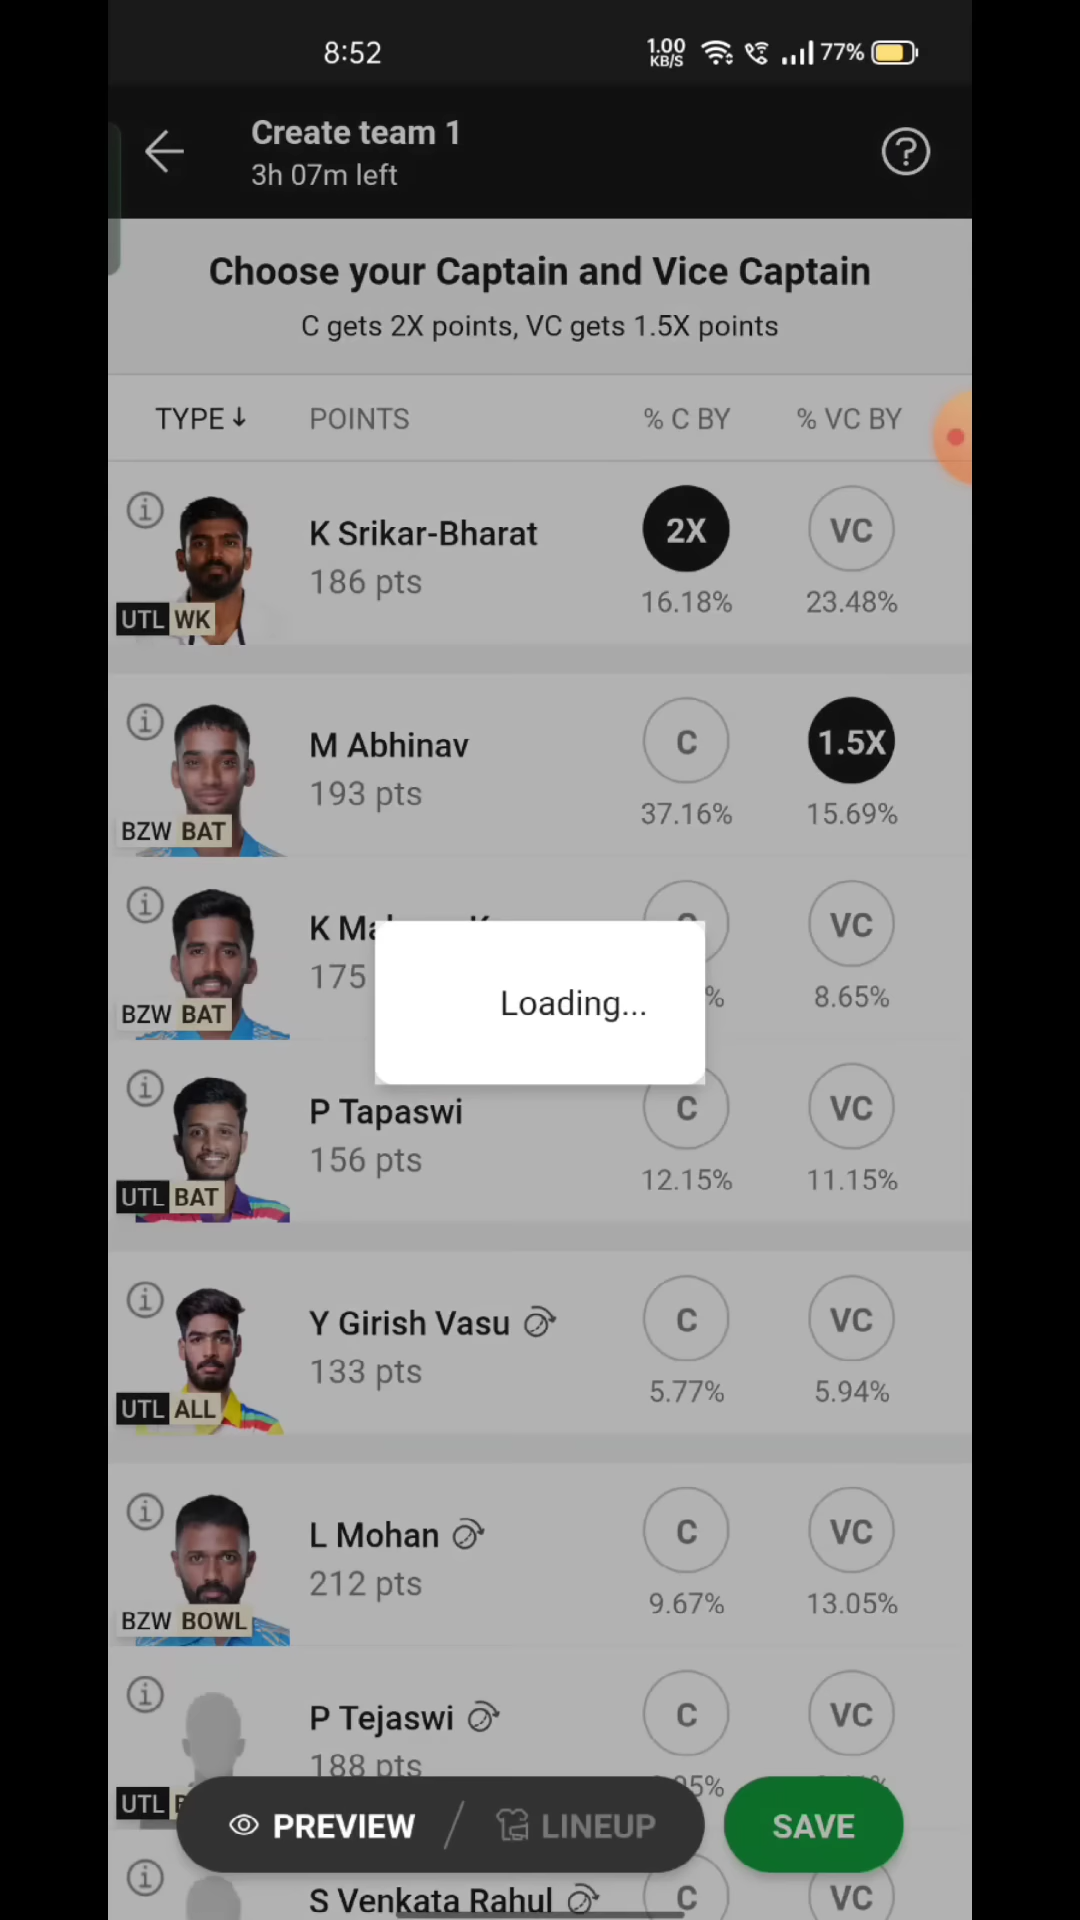 8:52
1.00
KB/S
77%
Create team 1
3h 07m left
Choose your Captain and Vice Captain
C gets 2X points, VC gets 1.5X points
TYPE↓ POINTS % C BY % VC BY
K Srikar-Bharat 2X VC
186 pts 16.18% 23.48%
UTL WK
M Abhinav C 1.5X
193 pts 37.16% 15.69%
BZW BAT
VC
175 8.65%
BZW BAT
Loading...
P Tapaswi C VC
156 pts 12.15% 11.15%
UTL BAT
Y Girish Vasu C VC
133 pts 5.77% 5.94%
UTL ALL
L Mohan C VC
212 pts 9.67% 13.05%
BZW BOWL
P Tejaswi C VC
188 pts
UTL
PREVIEW / LINEUP SAVE
S Venkata Rahul C VC